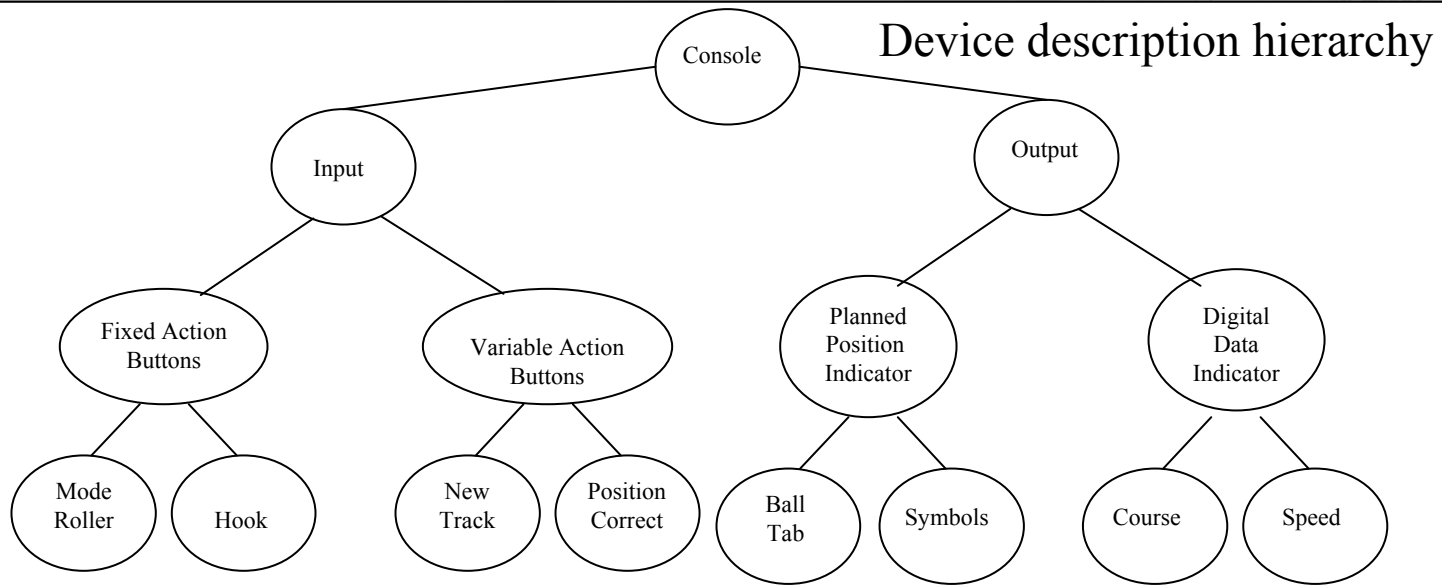 Device description hierarchy
Console
Input
Output
Fixed Action
Buttons
Variable Action
Buttons
Planned
Position
Indicator
Digital
Data
Indicator
Mode
Roller
Hook
New
Track
Position
Correct
Ball
Tab
Symbols
Course
Speed